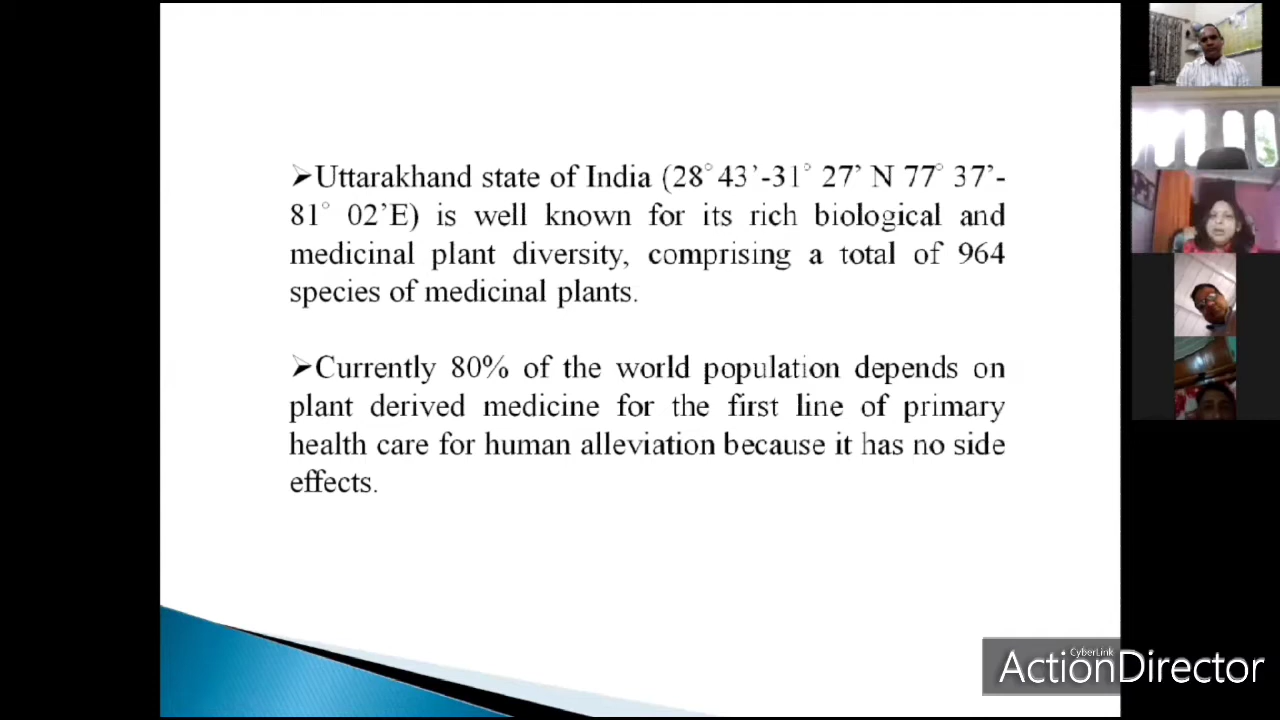 ➢Uttarakhand state of India (28° 43’-31° 27’ N 77° 37’-
81° 02’E) is well known for its rich biological and
medicinal plant diversity, comprising a total of 964
species of medicinal plants.
➢Currently 80% of the world population depends on
plant derived medicine for the first line of primary
health care for human alleviation because it has no side
effects.
CyberLink
ActionDirector